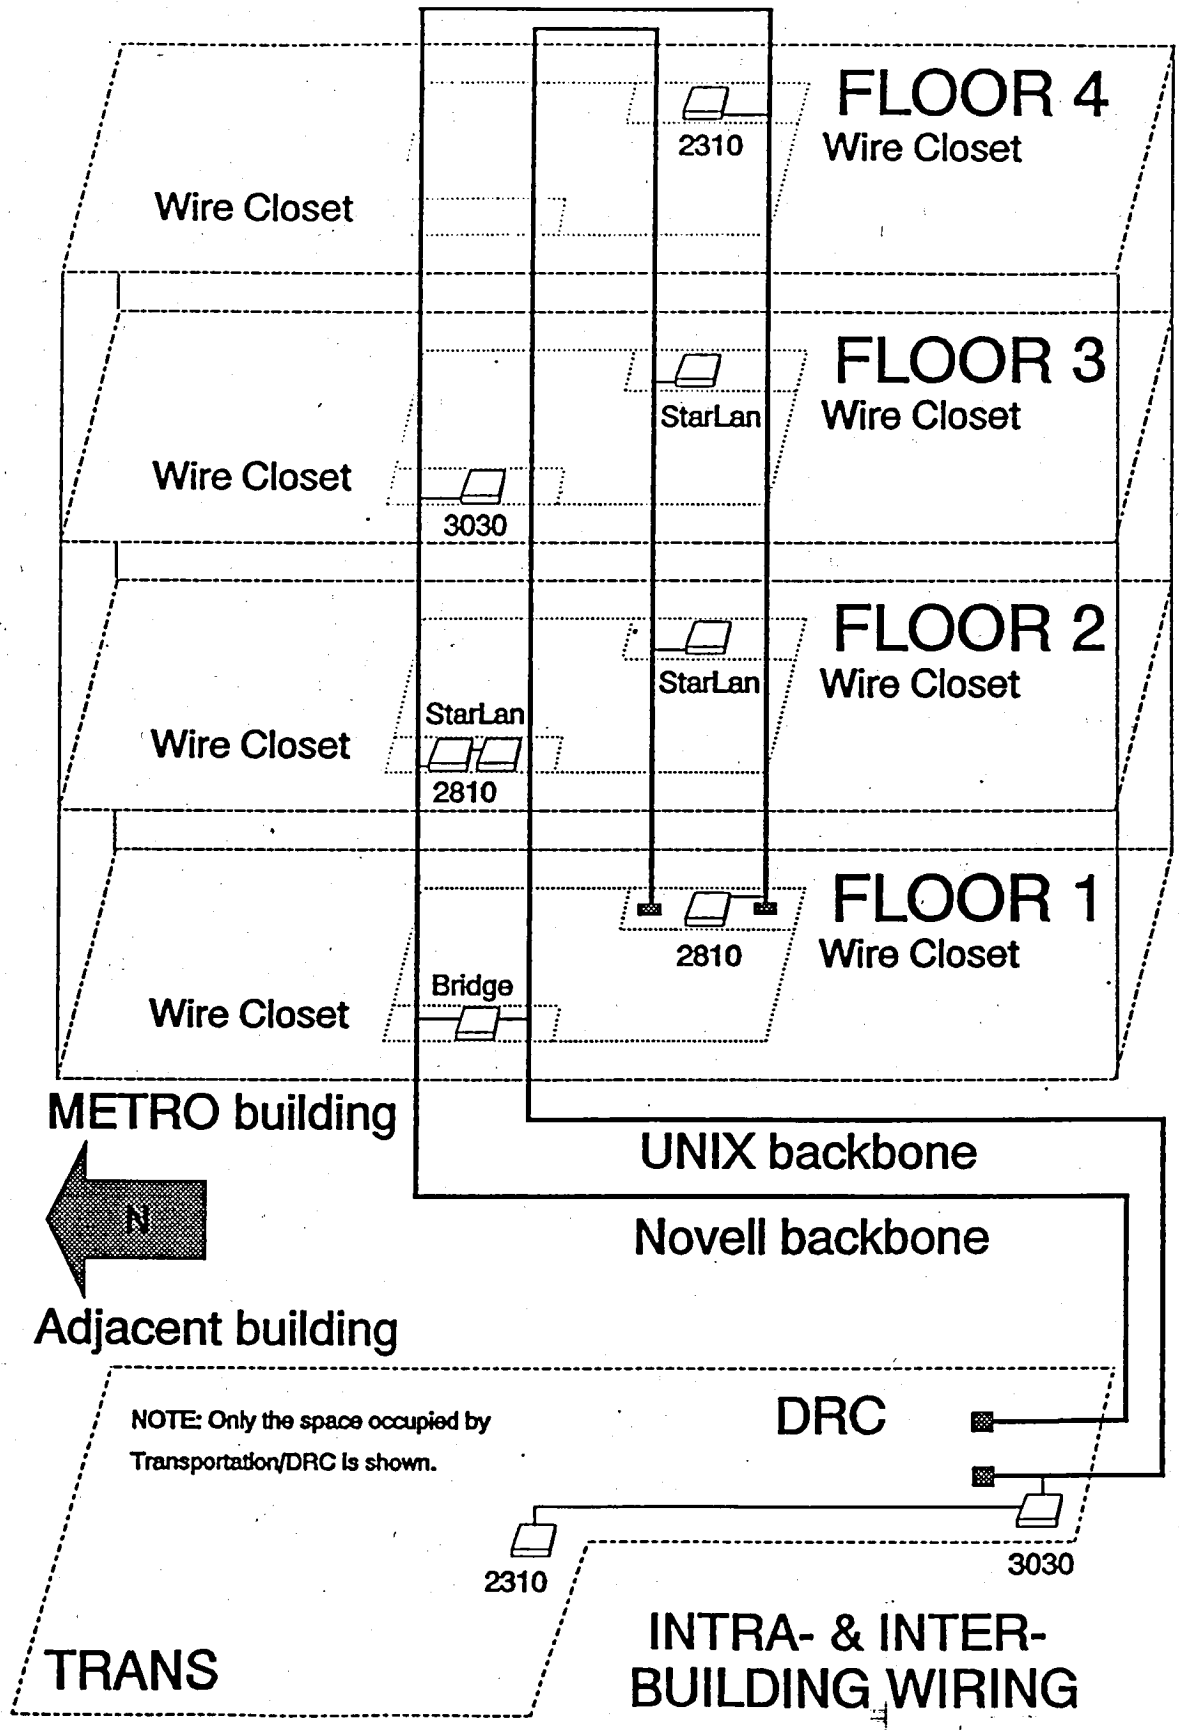 FLOOR 4
2310
Wire Closet
Wire Closet
FLOOR 3
StarLan
Wire Closet
Wire Closet
3030
FLOOR 2
StarLan
Wire Closet
StarLan
Wire Closet
2810
FLOOR 1
2810
Wire Closet
Bridge
Wire Closet
METRO building
UNIX backbone
N
Novell backbone
Adjacent building
NOTE: Only the space occupied by
Transportation/DRC is shown.
DRC
2310
3030
TRANS
INTRA- & INTER-
BUILDING WIRING